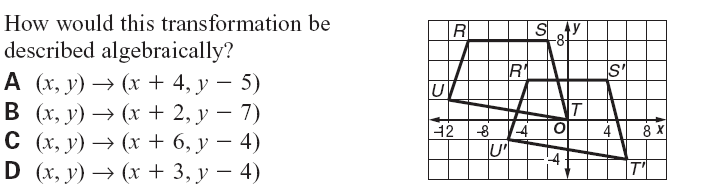 How would this transformation be
described algebraically?
A (x, y) → (x + 4, y − 5)
B (x, y) → (x + 2, y − 7)
C (x, y) → (x + 6, y − 4)
D (x, y) → (x + 3, y − 4)
R S 8 y
R' S'
U
T
-12 -8 -4 O 4 8 x
U' -4
T'